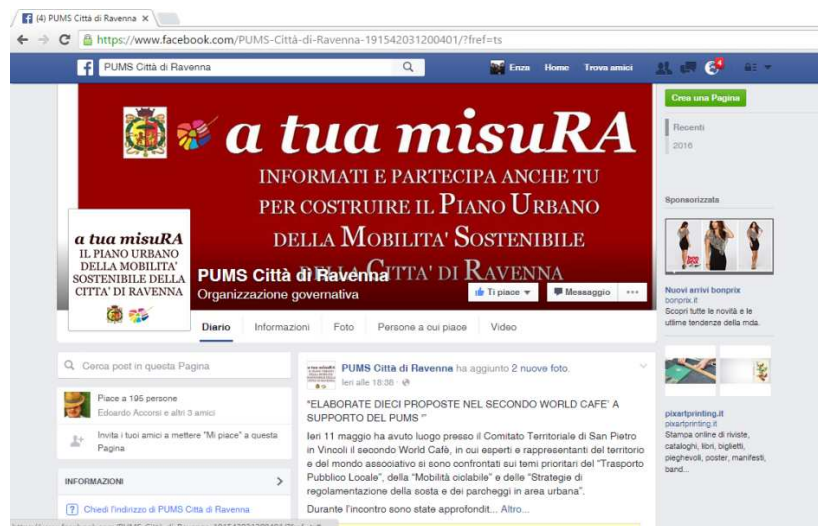 (4) PUMS Città di Ravenna
https://www.facebook.com/PUMS-Città-di-Ravenna-191542031200401/?fref=ts
PUMS Città di Ravenna
Enza Home Trova amici
4
a tua misuRA
INFORMATI E PARTECIPA ANCHE TU
PER COSTRUIRE IL PIANO URBANO
DELLA MOBILITA' SOSTENIBILE
DELLA CITTA' DI RAVENNA
a tua misuRA
IL PIANO URBANO
DELLA MOBILITA'
SOSTENIBILE DELLA
CITTA' DI RAVENNA
PUMS Città di Ravenna
Organizzazione governativa
Ti piace Messaggio
Diario Informazioni Foto Persone a cui piace Video
Cerca post in questa Pagina
Piace a 195 persone
Edoardo Accorsi e altri 3 amici
Invita i tuoi amici a mettere "Mi piace" a questa
Pagina
INFORMAZIONI
Chiedi l'indirizzo di PUMS Città di Ravenna
PUMS Città di Ravenna ha aggiunto 2 nuove foto.
Ieri alle 18:38
"ELABORATE DIECI PROPOSTE NEL SECONDO WORLD CAFE' A
SUPPORTO DEL PUMS "
Ieri 11 maggio ha avuto luogo presso il Comitato Territoriale di San Pietro
in Vincoli il secondo World Cafè, in cui esperti e rappresentanti del territorio
e del mondo associativo si sono confrontati sui temi prioritari del "Trasporto
Pubblico Locale", della "Mobilità ciclabile" e delle "Strategie di
regolamentazione della sosta e dei parcheggi in area urbana".
Durante l'incontro sono state approfondit... Altro...
Crea una Pagina
Recenti
2016
Sponsorizzata
Nuovi arrivi bonprix
bonprix.it
Scopri tutte le novità e le
ultime tendenze della mda.
pixartprinting.it
pixartprinting.it
Stampa online di riviste,
cataloghi, libri, biglietti,
pieghevoli, poster, manifesti,
band...